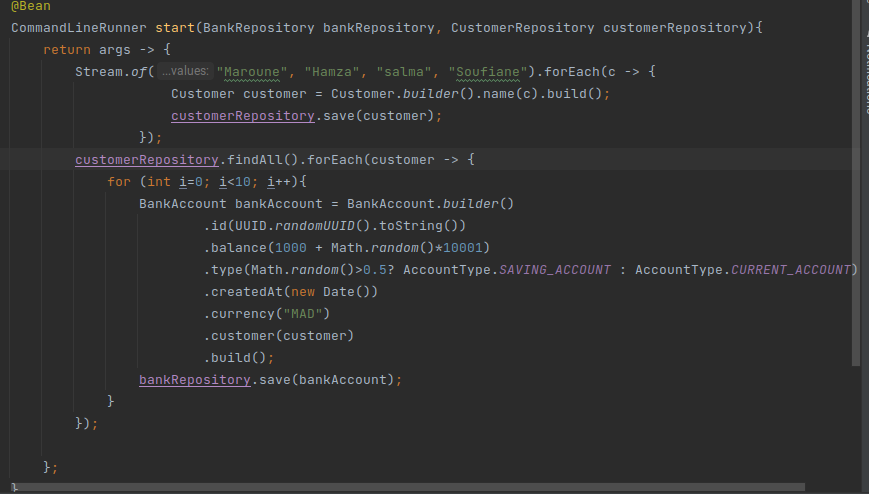 @Bean
CommandLineRunner start(BankRepository bankRepository, CustomerRepository customerRepository){
    return args -> {
        Stream.of( ...values: "Maroune", "Hamza", "salma", "Soufiane").forEach(c -> {
                    Customer customer = Customer.builder().name(c).build();
                    customerRepository.save(customer);
                });
        customerRepository.findAll().forEach(customer -> {
            for (int i=0; i<10; i++){
                BankAccount bankAccount = BankAccount.builder()
                        .id(UUID.randomUUID().toString())
                        .balance(1000 + Math.random()*10001)
                        .type(Math.random()>0.5? AccountType.SAVING_ACCOUNT : AccountType.CURRENT_ACCOUNT)
                        .createdAt(new Date())
                        .currency("MAD")
                        .customer(customer)
                        .build();
                bankRepository.save(bankAccount);
            }
        });
    };
}